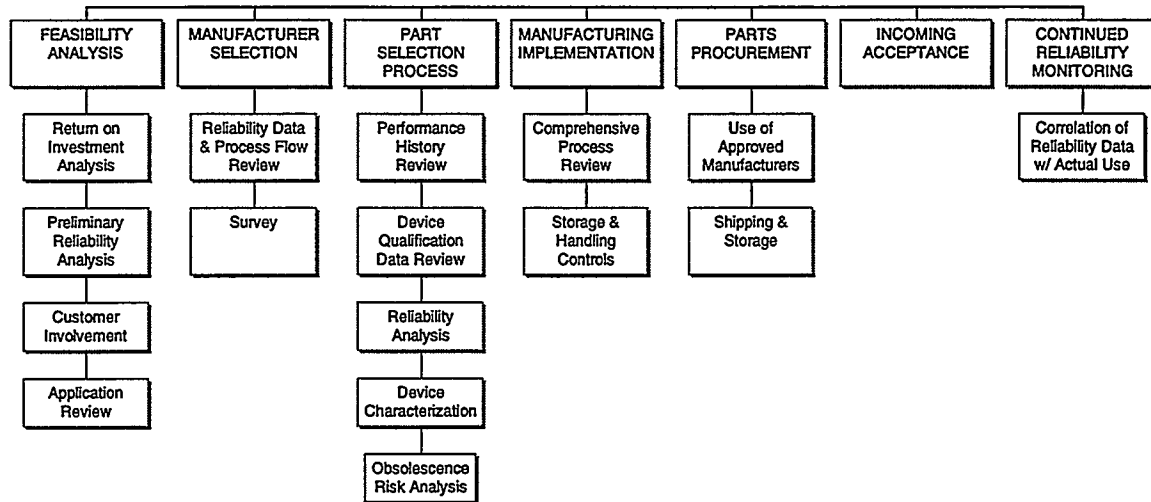 FEASIBILITY
ANALYSIS
Return on
Investment
Analysis
Preliminary
Reliability
Analysis
Customer
Involvement
Application
Review
MANUFACTURER
SELECTION
Reliability Data
& Process Flow
Review
Survey
PART
SELECTION
PROCESS
Performance
History
Review
Device
Qualification
Data Review
Reliability
Analysis
Device
Characterization
Obsolescence
Risk Analysis
MANUFACTURING
IMPLEMENTATION
Comprehensive
Process
Review
Storage &
Handling
Controls
PARTS
PROCUREMENT
Use of
Approved
Manufacturers
Shipping &
Storage
INCOMING
ACCEPTANCE
CONTINUED
RELIABILITY
MONITORING
Correlation of
Reliability Data
w/ Actual Use